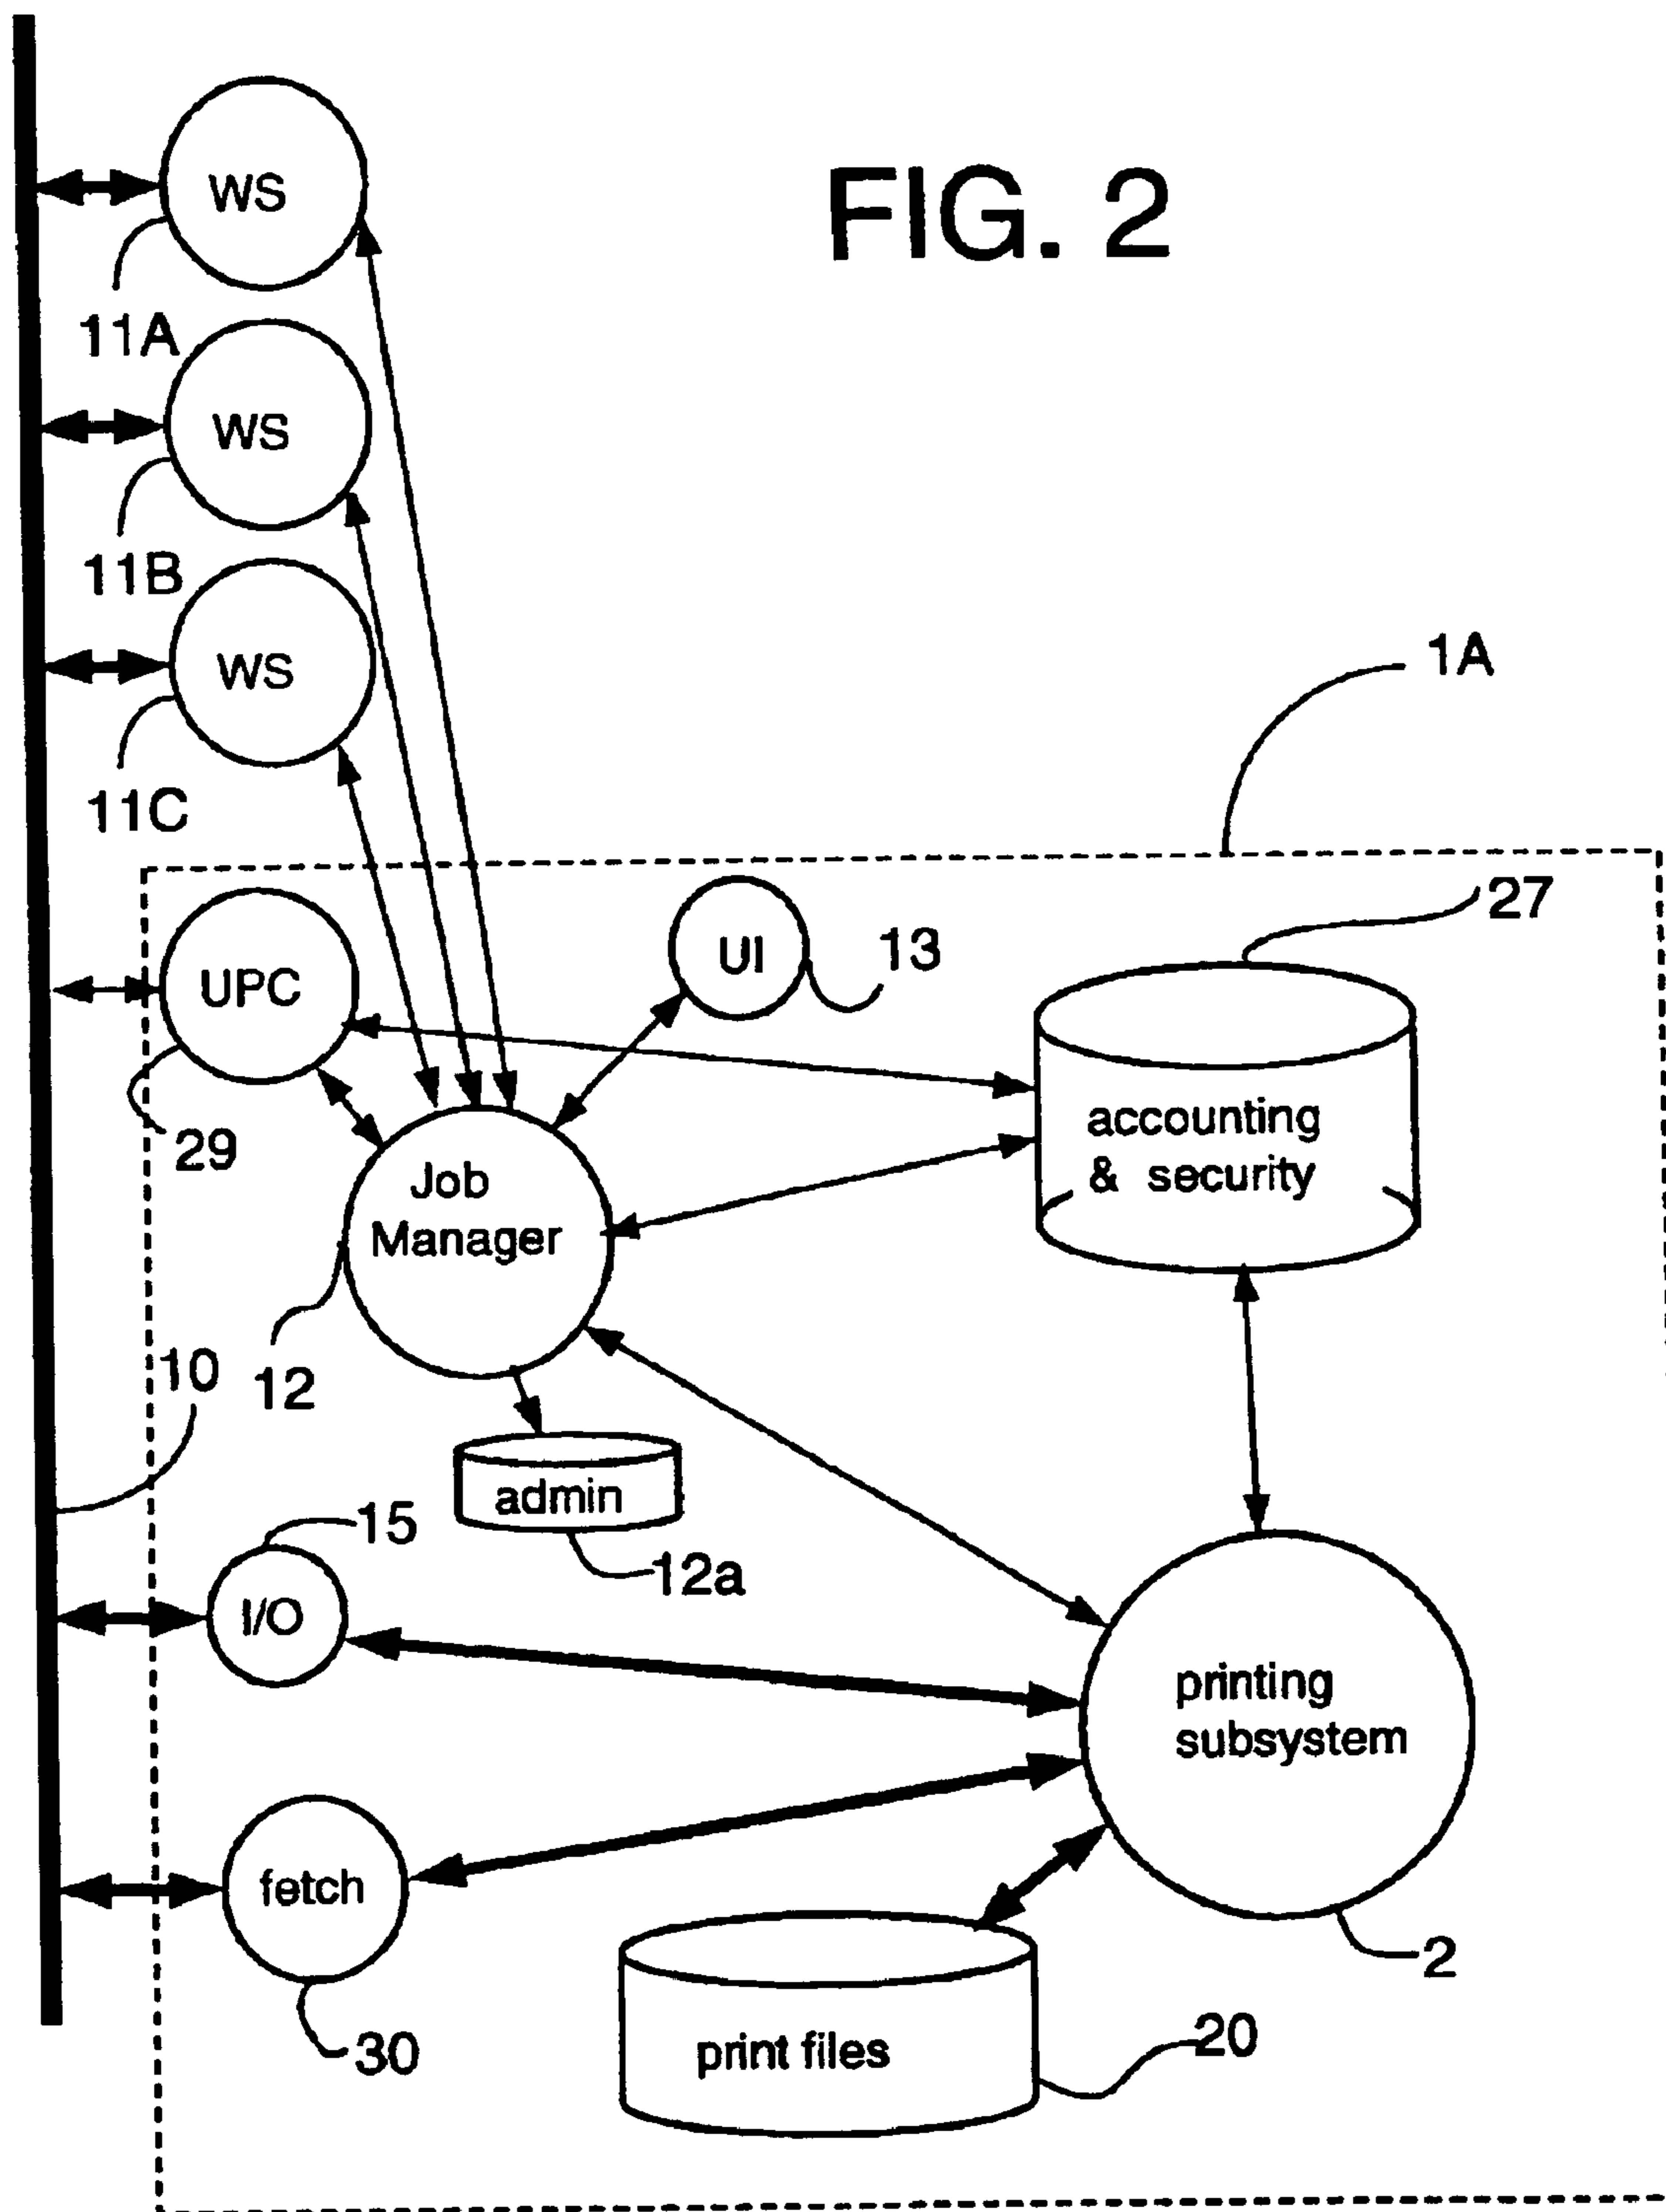 FIG. 2
WS
11A
WS
11B
WS
11C
1A
27
UPC
UI
13
29
accounting
& security
Job
Manager
10
12
admin
15
12a
I/O
printing
subsystem
fetch
2
30
print files
20